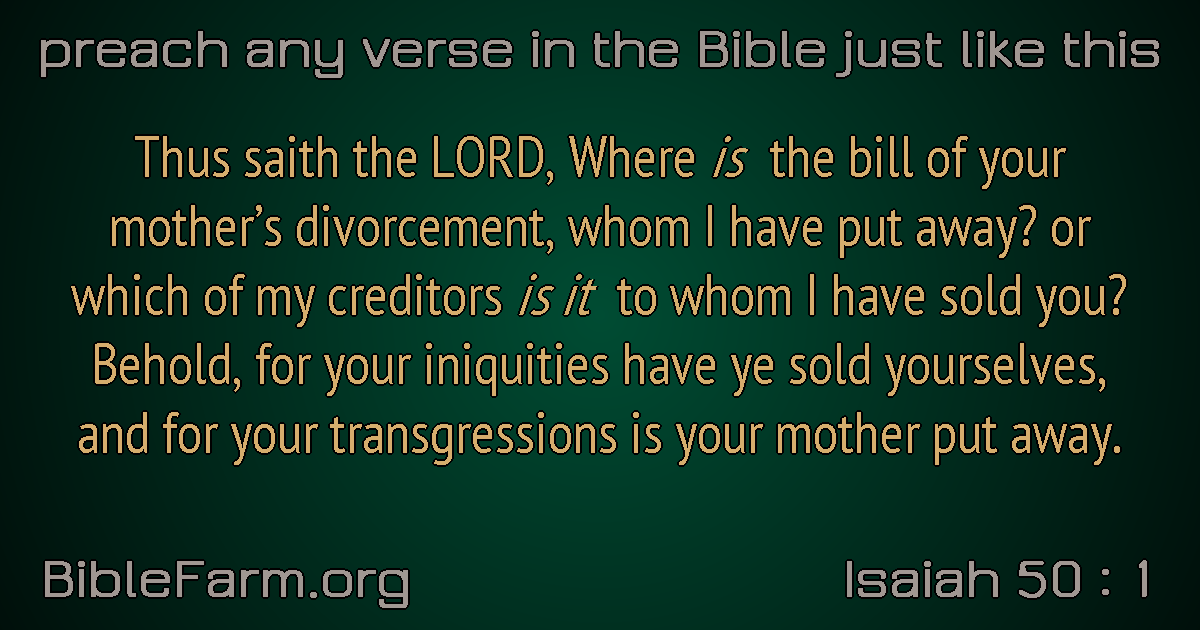 preach any verse in the Bible just like this
Thus saith the LORD, Where is the bill of your
mother’s divorcement, whom I have put away? or
which of my creditors is it to whom I have sold you?
Behold, for your iniquities have ye sold yourselves,
and for your transgressions is your mother put away.
BibleFarm.org
Isaiah 50 : 1